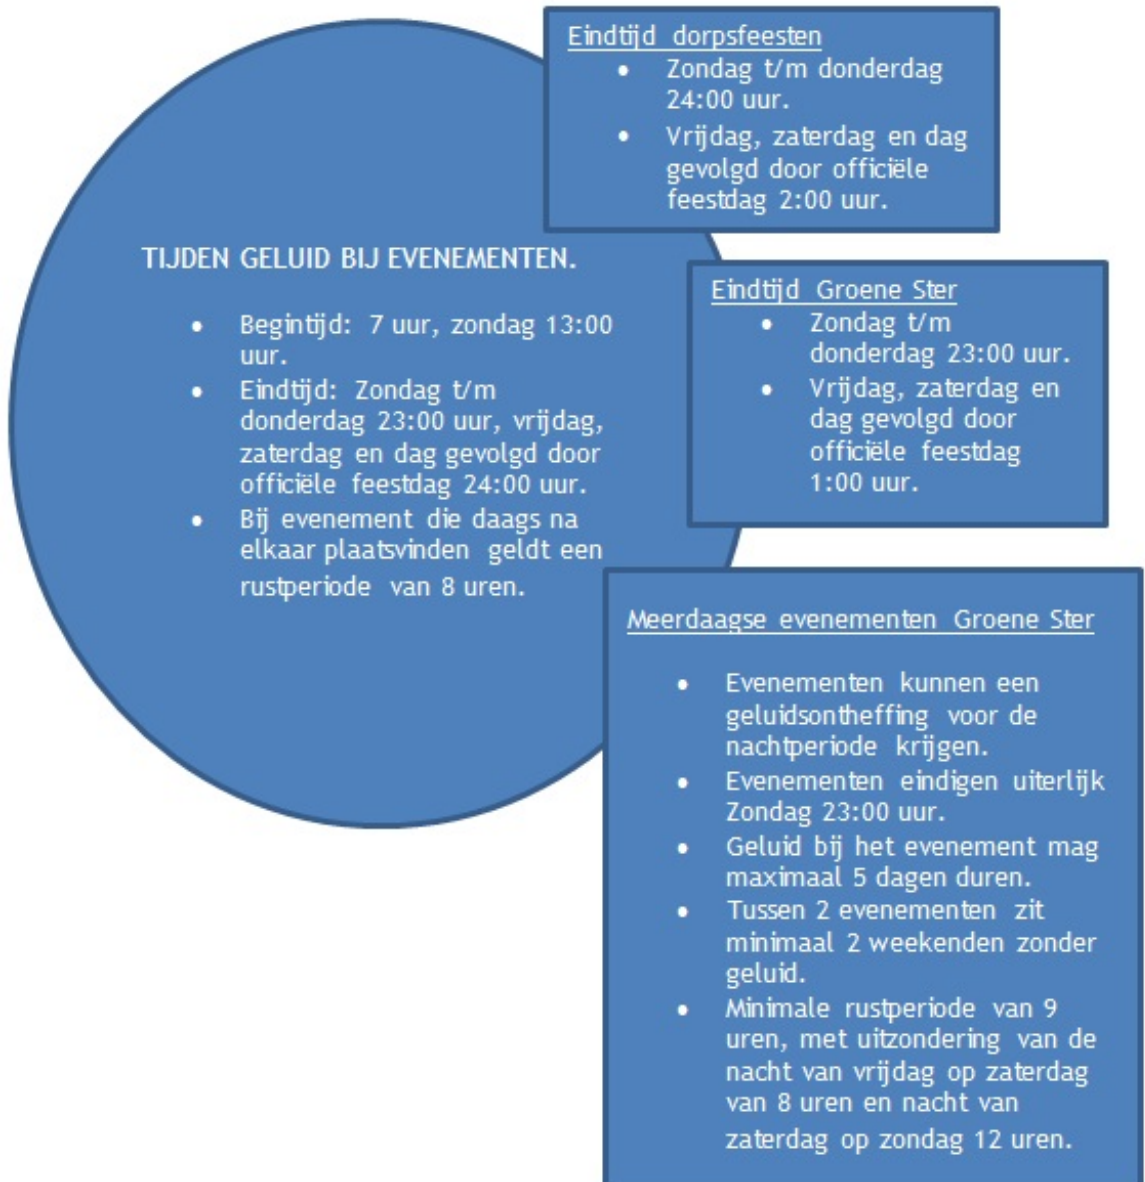 TIJDEN GELUID BIJ EVENEMENTEN.
• Begintijd: 7 uur, zondag 13:00
uur.
• Eindtijd: Zondag t/m
donderdag 23:00 uur, vrijdag,
zaterdag en dag gevolgd door
officiële feestdag 24:00 uur.
• Bij evenement die daags na
elkaar plaatsvinden geldt een
rustperiode van 8 uren.
Eindtijd dorpsfeesten
• Zondag t/m donderdag
24:00 uur.
• Vrijdag, zaterdag en dag
gevolgd door officiële
feestdag 2:00 uur.
Eindtijd Groene Ster
• Zondag t/m
donderdag 23:00 uur.
• Vrijdag, zaterdag en
dag gevolgd door
officiële feestdag
1:00 uur.
Meerdaagse evenementen Groene Ster
• Evenementen kunnen een
geluidsontheffing voor de
nachtperiode krijgen.
• Evenementen eindigen uiterlijk
Zondag 23:00 uur.
• Geluid bij het evenement mag
maximaal 5 dagen duren.
• Tussen 2 evenementen zit
minimaal 2 weekenden zonder
geluid.
• Minimale rustperiode van 9
uren, met uitzondering van de
nacht van vrijdag op zaterdag
van 8 uren en nacht van
zaterdag op zondag 12 uren.